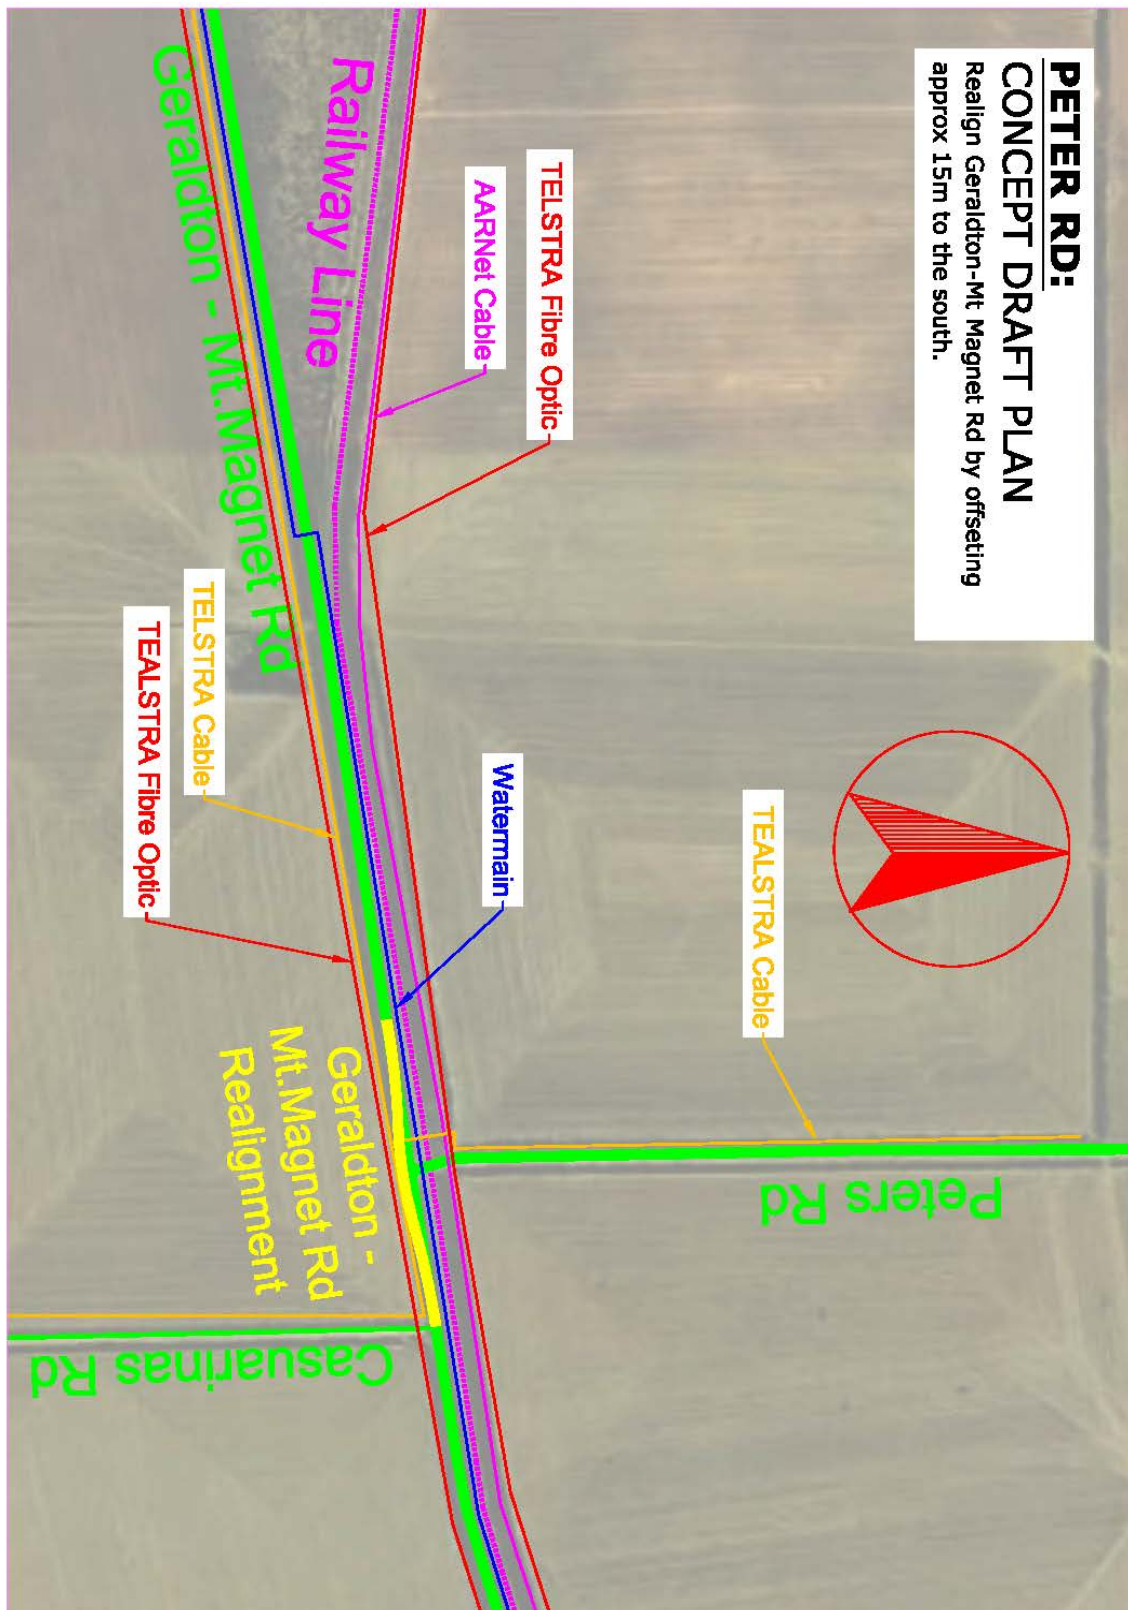 PETER RD:
CONCEPT DRAFT PLAN
Realign Geraldton-Mt Magnet Rd by offseting
approx 15m to the south.
TELSTRA Fibre Optic
AARNet Cable
Railway Line
Geraldton - Mt.Magnet Rd
TELSTRA Cable
TEALSTRA Fibre Optic
Watermain
TEALSTRA Cable
Peters Rd
Geraldton -
Mt.Magnet Rd
Realignment
Casuarinas Rd